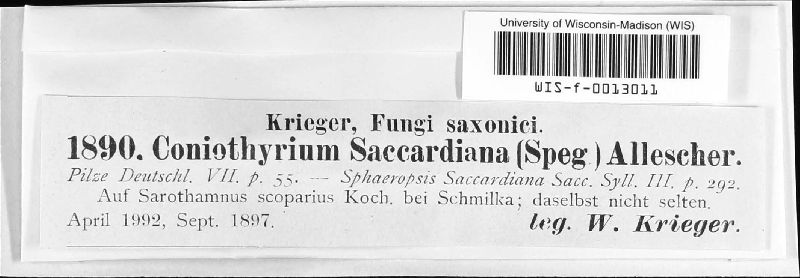 University of Wisconsin-Madison (WIS)
WIS-f-0013011
Krieger, Fungi saxonici.
1890. Coniothyrium Saccardiana (Speg.) Allescher.
Pilze Deutschl. VII. p. 55. — Sphaeropsis Saccardiana Sacc. Syll. III. p. 292.
Auf Sarothamnus scoparius Koch. bei Schmilka; daselbst nicht selten.
April 1992, Sept. 1897.
leg. W. Krieger.